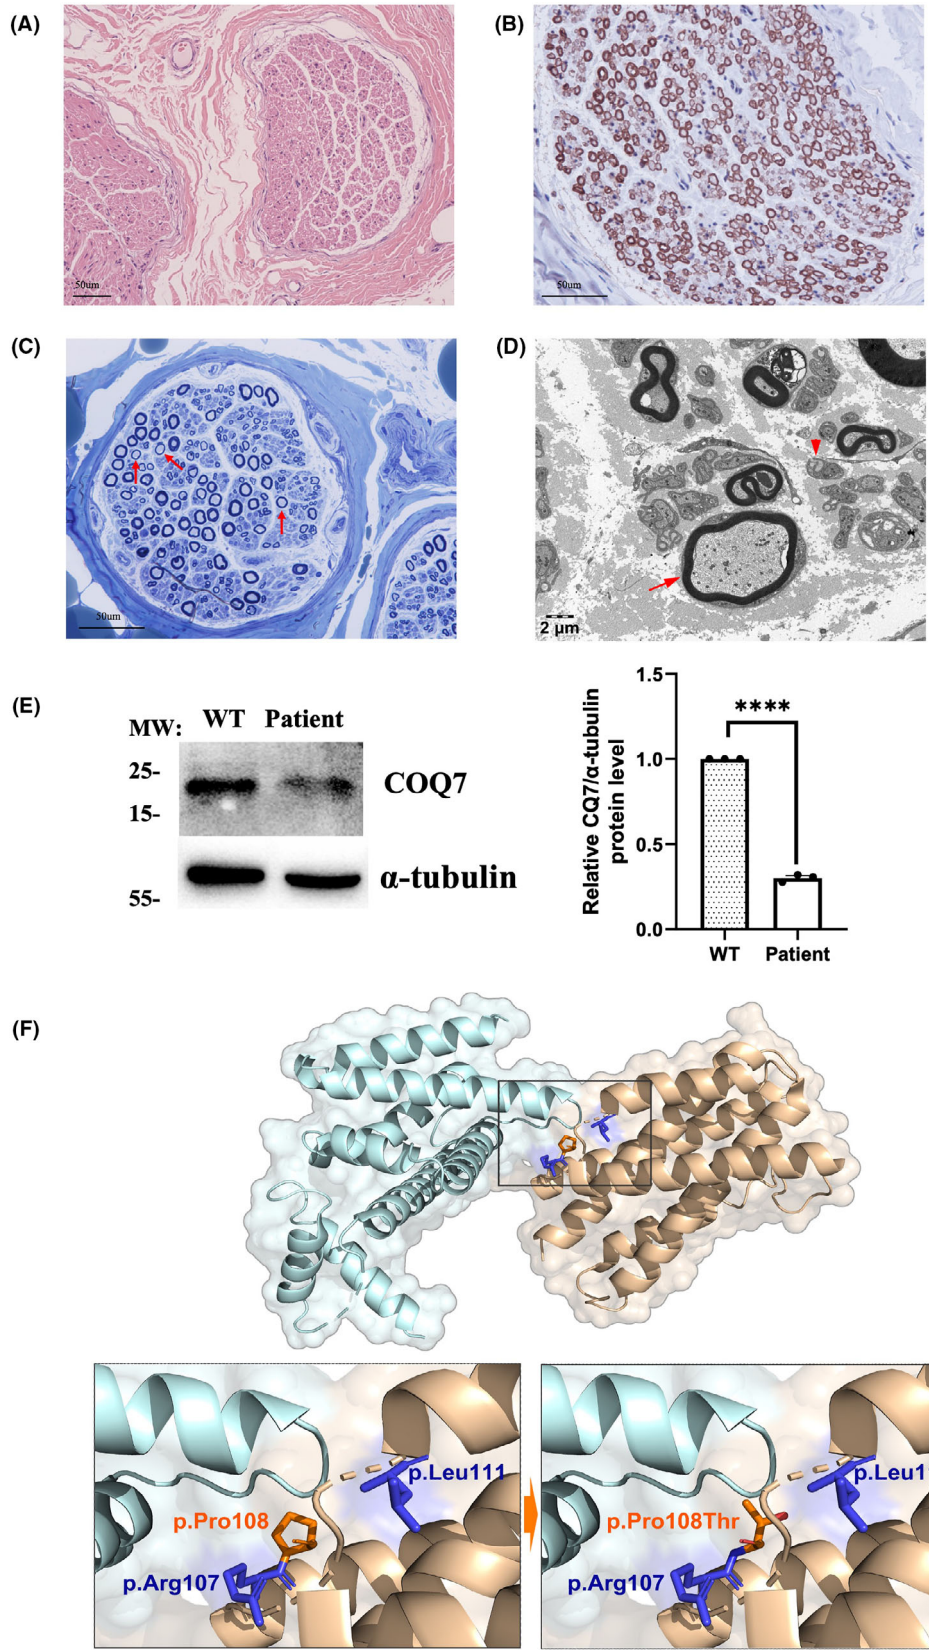 (A)
50um
(B)
50um
(C)
50um
(D)
2 μm
(E)
MW:
WT Patient
25-
15-
COQ7
55-
α-tubulin
Relative CQ7/α-tubulin
protein level
1.5
1.0
0.5
0.0
****
WT
Patient
(F)
p.Leu111
p.Pro108
p.Arg107
p.Leu11
p.Pro108Thr
p.Arg107